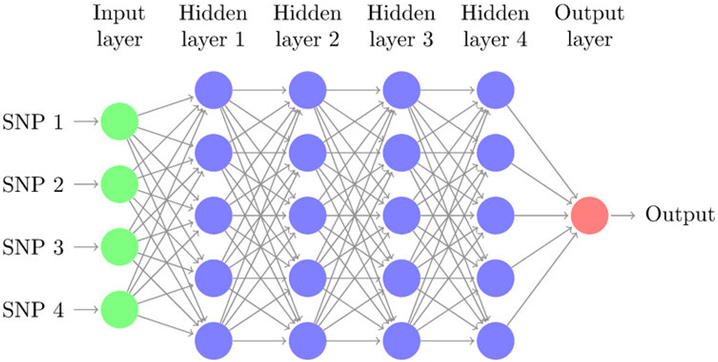 Input layer
Hidden layer 1
Hidden layer 2
Hidden layer 3
Hidden layer 4
Output layer
SNP 1
SNP 2
SNP 3
SNP 4
Output